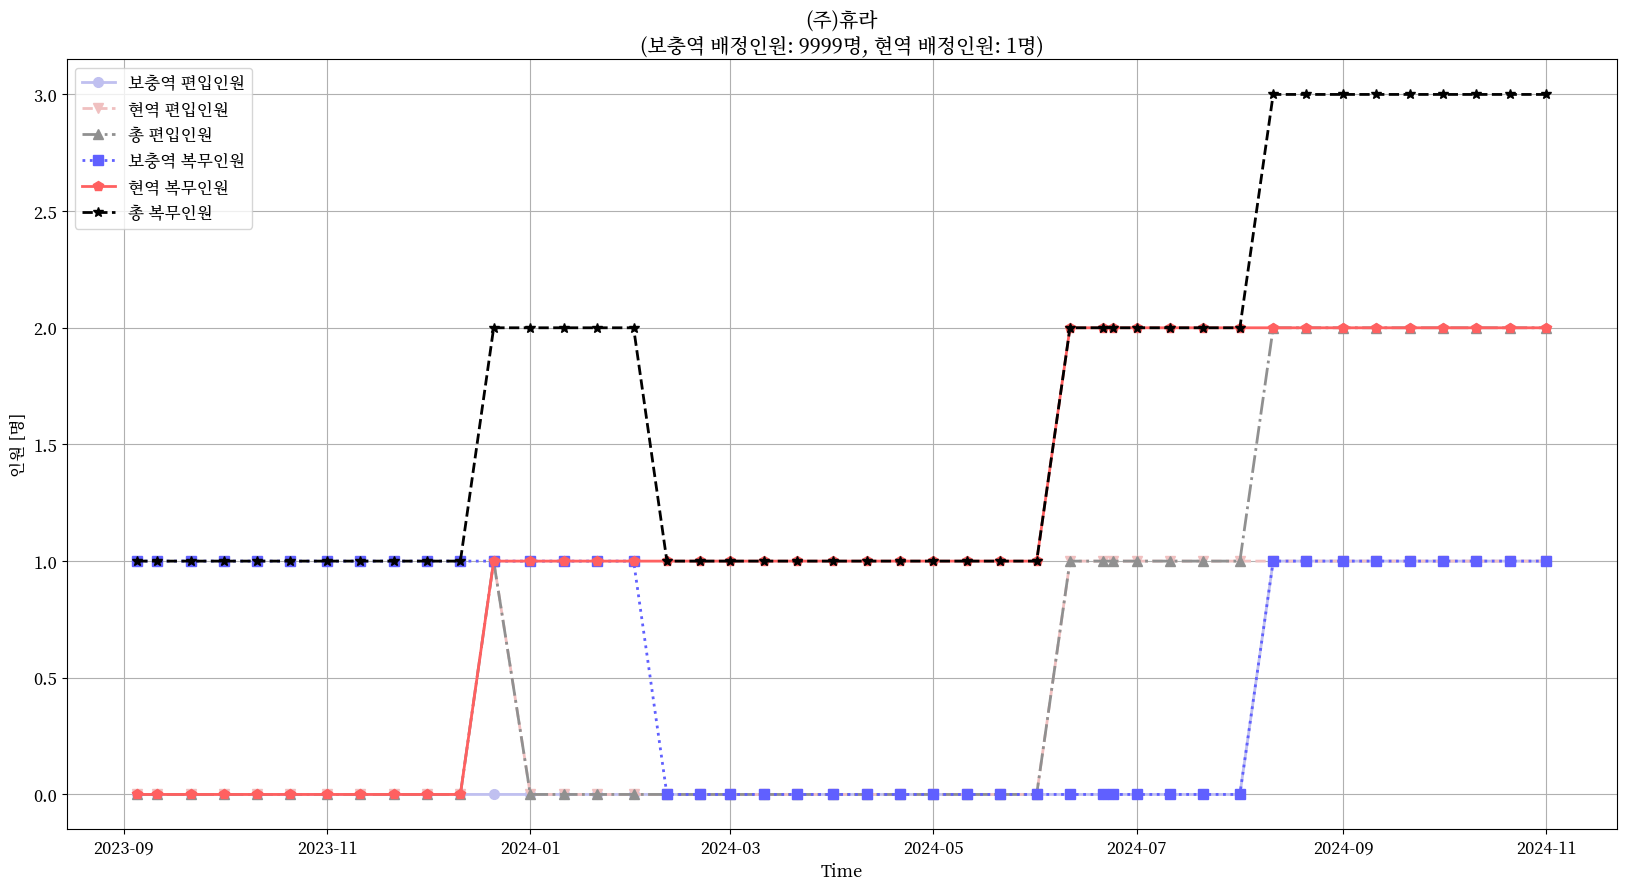 (주)휴라
(보충역 배정인원: 9999명, 현역 배정인원: 1명)
보충역 편입인원
현역 편입인원
총 편입인원
보충역 복무인원
현역 복무인원
총 복무인원
3.0
2.5
2.0
1.5
1.0
0.5
0.0
인원 [명]
2023-09
2023-11
2024-01
2024-03
2024-05
2024-07
2024-09
2024-11
Time